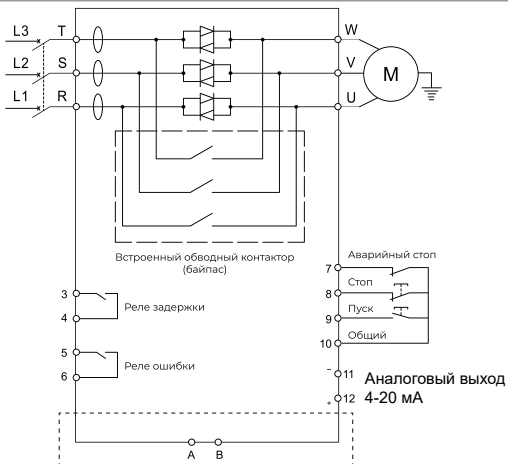 L3 T W
L2 S V
L1 R U
M
Встроенный обводный контактор
(байпас)
3
4
Реле задержки
5
6
Реле ошибки
7 Аварийный стоп
8 Стоп
9 Пуск
10 Общий
- 11
+ 12
Аналоговый выход
4-20 мА
A B